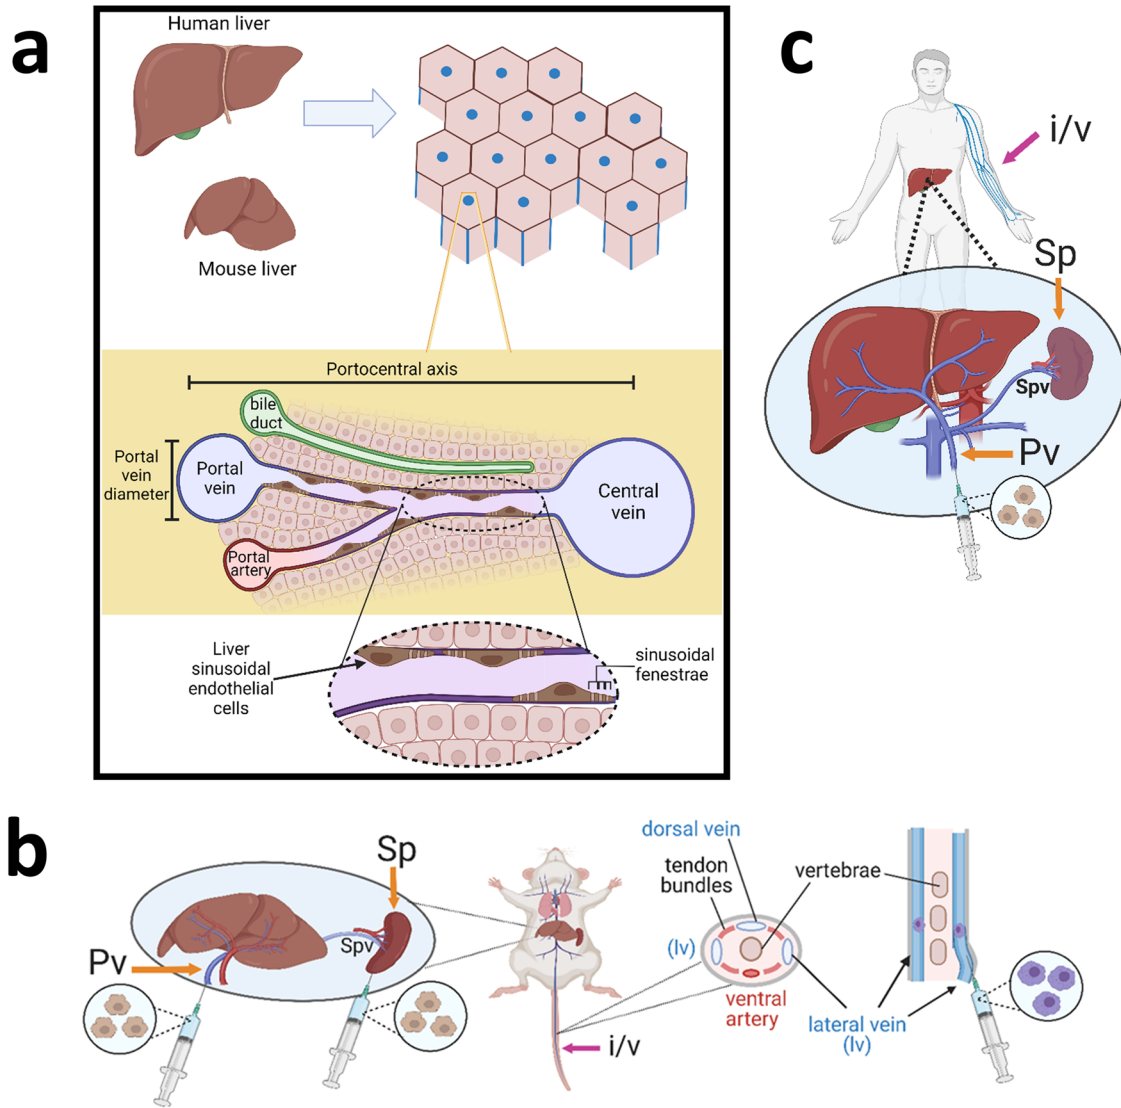 a
Human liver
Mouse liver
Portocentral axis
bile
duct
Portal
vein
diameter
Portal
vein
Central
vein
Portal
artery
Liver
sinusoidal
endothelial
cells
sinusoidal
fenestrae
c
i/v
Sp
Spv
Pv
b
Sp
Spv
Pv
i/v
dorsal vein
tendon
bundles
vertebrae
(lv)
ventral
artery
lateral vein
(lv)